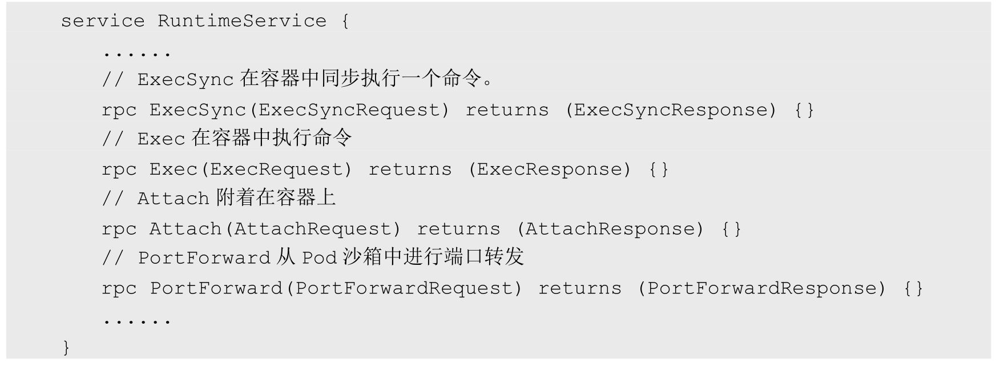 service RuntimeService {
......
// ExecSync 在容器中同步执行一个命令。
rpc ExecSync(ExecSyncRequest) returns (ExecSyncResponse) {}
// Exec 在容器中执行命令
rpc Exec(ExecRequest) returns (ExecResponse) {}
// Attach 附着在容器上
rpc Attach(AttachRequest) returns (AttachResponse) {}
// PortForward 从 Pod 沙箱中进行端口转发
rpc PortForward(PortForwardRequest) returns (PortForwardResponse) {}
......
}